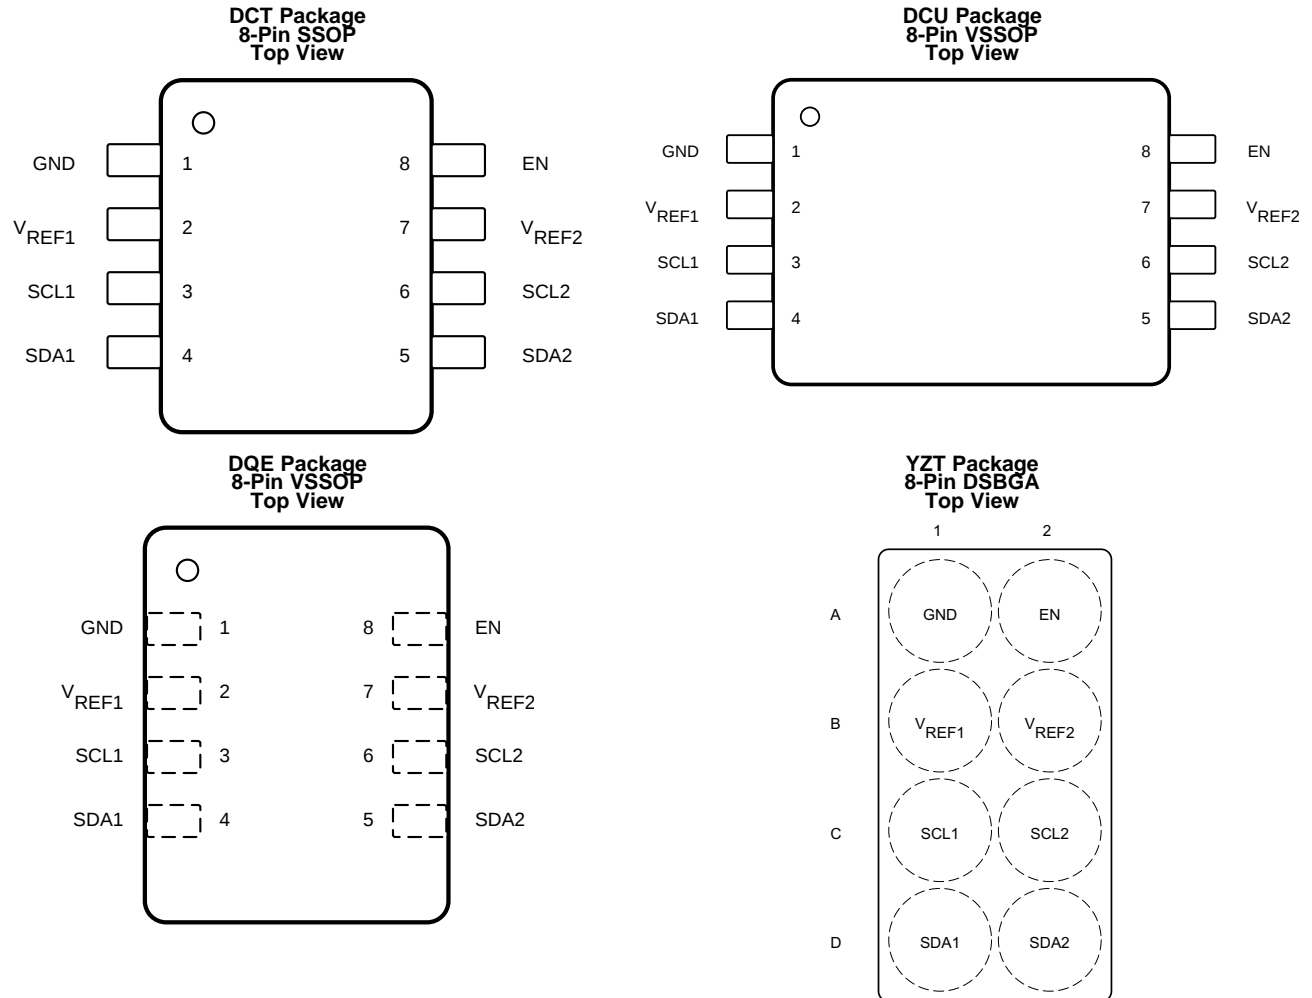 DCT Package
8-Pin SSOP
Top View
GND 1 8 EN
VREF1 2 7 VREF2
SCL1 3 6 SCL2
SDA1 4 5 SDA2
DCU Package
8-Pin VSSOP
Top View
GND 1 8 EN
VREF1 2 7 VREF2
SCL1 3 6 SCL2
SDA1 4 5 SDA2
DQE Package
8-Pin VSSOP
Top View
GND 1 8 EN
VREF1 2 7 VREF2
SCL1 3 6 SCL2
SDA1 4 5 SDA2
YZT Package
8-Pin DSBGA
Top View
1 2
A GND EN
B VREF1 VREF2
C SCL1 SCL2
D SDA1 SDA2